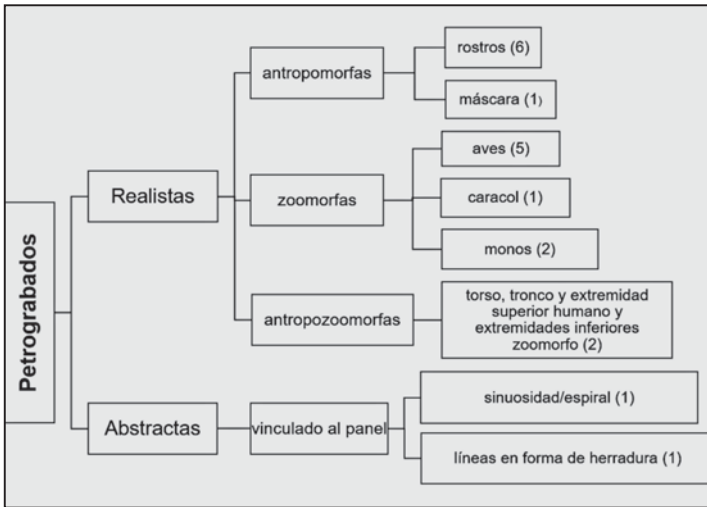 Petrograbados
Realistas
antropomorfas
rostros (6)
máscara (1)
zoomorfas
aves (5)
caracol (1)
monos (2)
antropozoomorfas
torso, tronco y extremidad
superior humano y
extremidades inferiores
zoomorfo (2)
Abstractas
vinculado al panel
sinuosidad/espiral (1)
líneas en forma de herradura (1)